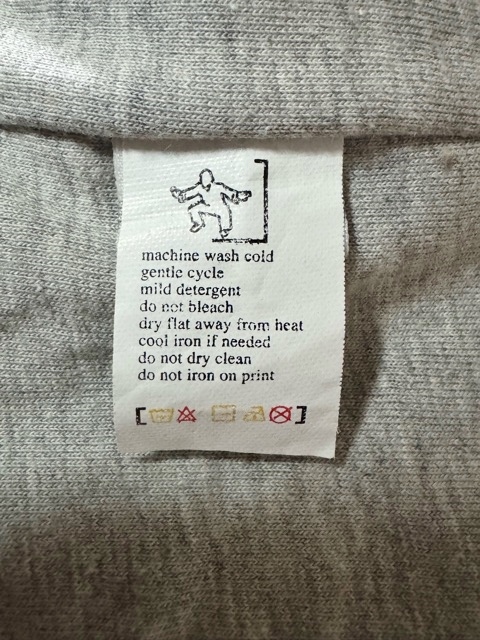 machine wash cold
gentle cycle
mild detergent
do not bleach
dry flat away from heat
cool iron if needed
do not dry clean
do not iron on print